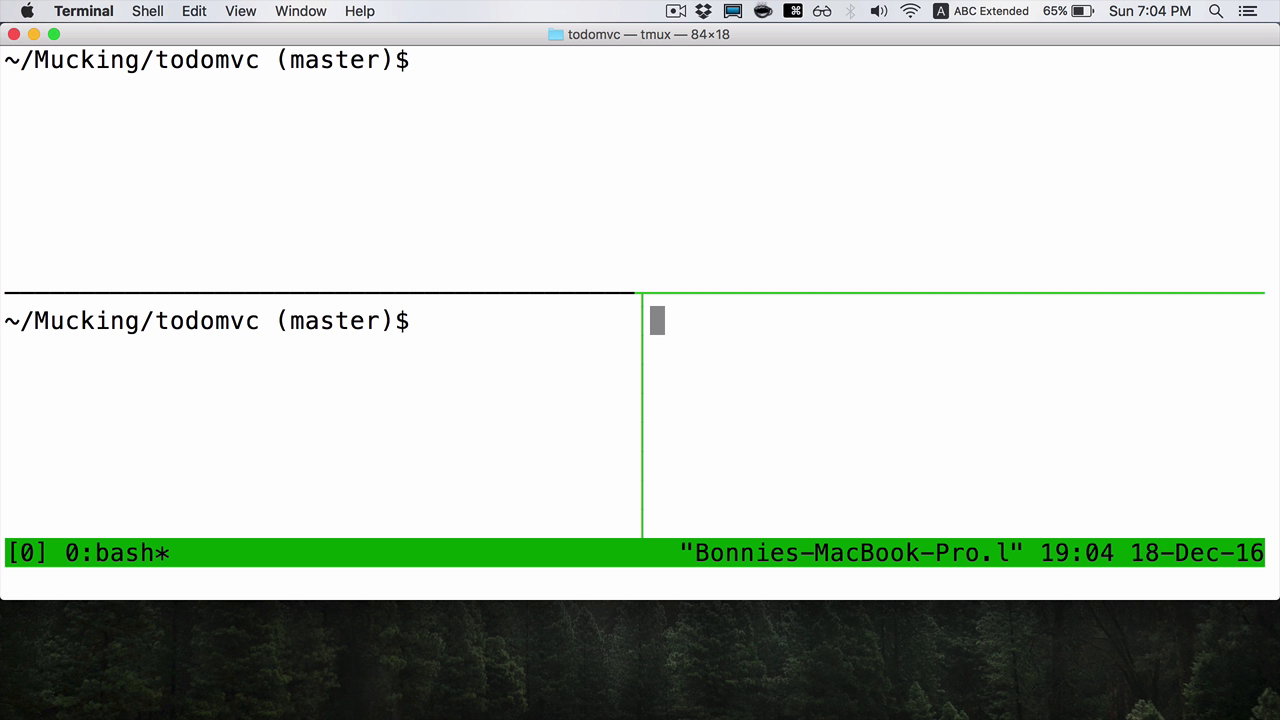 Terminal Shell Edit View Window Help A ABC Extended 65% Sun 7:04 PM
todomvc — tmux — 84×18
~/Mucking/todomvc (master)$
~/Mucking/todomvc (master)$
[0] 0:bash* "Bonnies-MacBook-Pro.l" 19:04 18-Dec-16